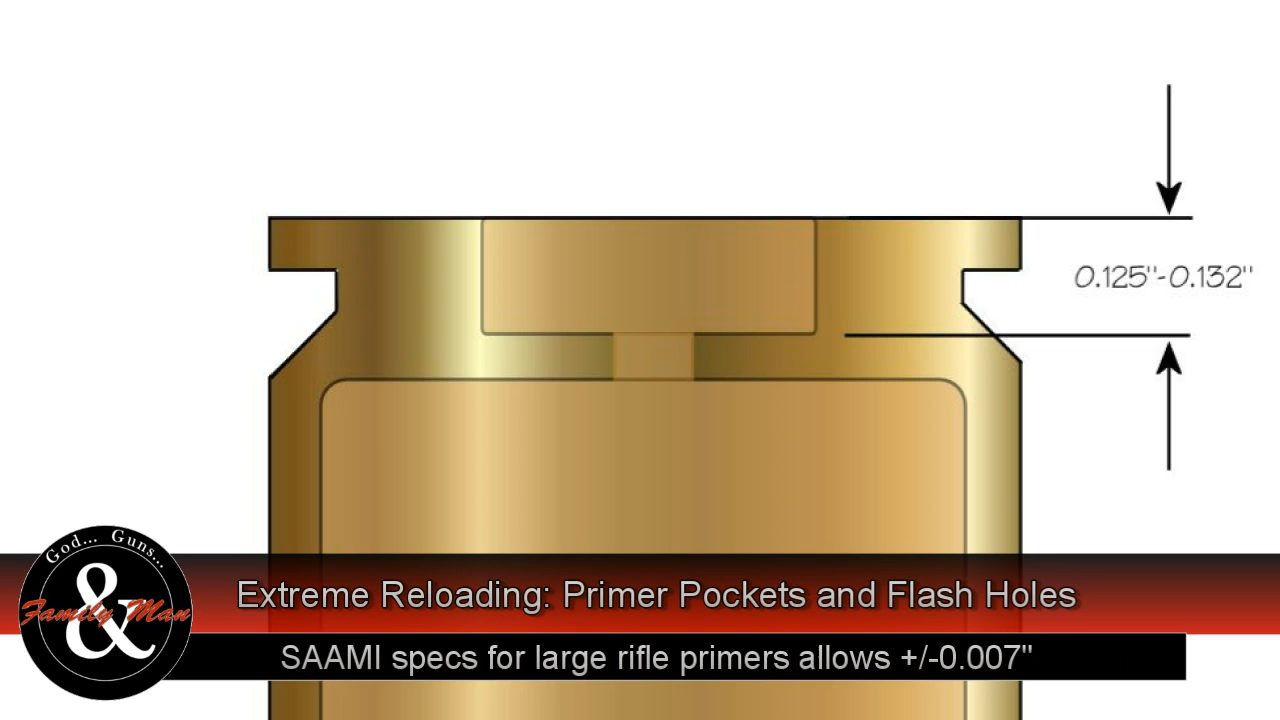 0.125"-0.132"
God... Guns...
&
Family Man
Extreme Reloading: Primer Pockets and Flash Holes
SAAMI specs for large rifle primers allows +/-0.007"